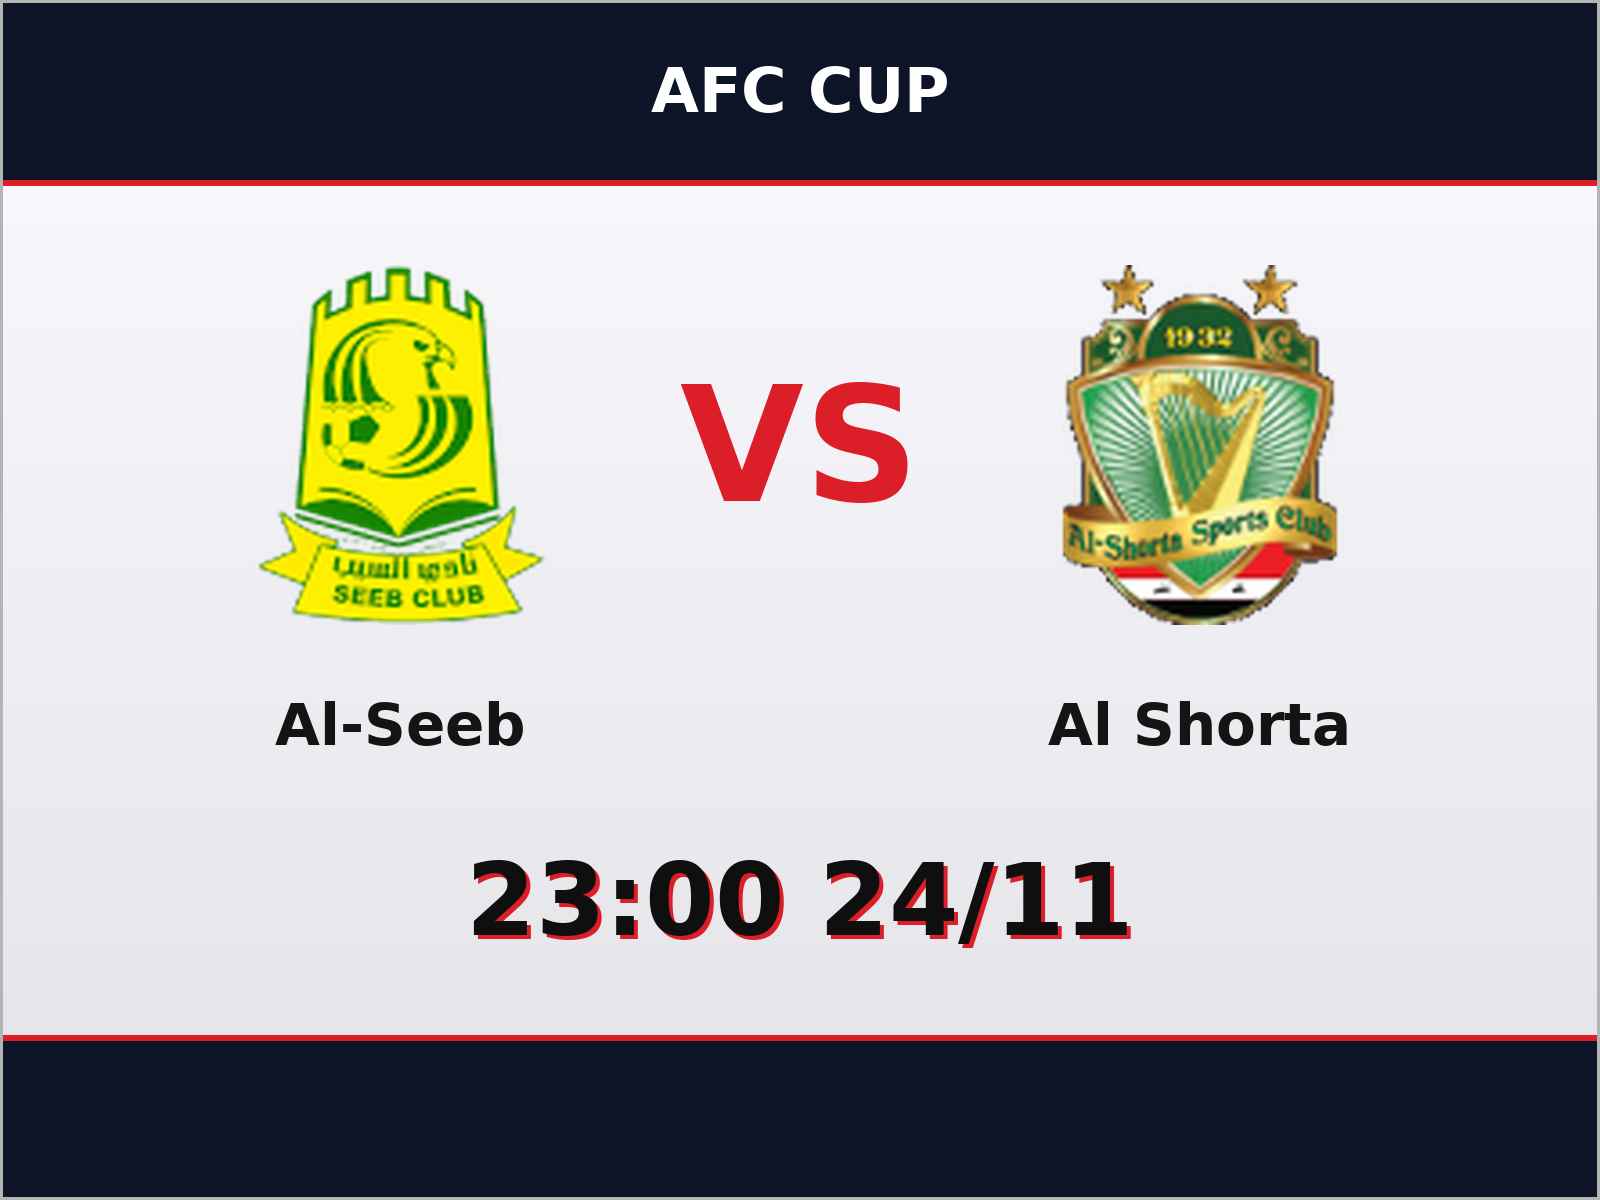 AFC CUP
نادي السيب
SEEB CLUB
VS
1932
Al-Shorta Sports Club
Al-Seeb
Al Shorta
23:00 24/11